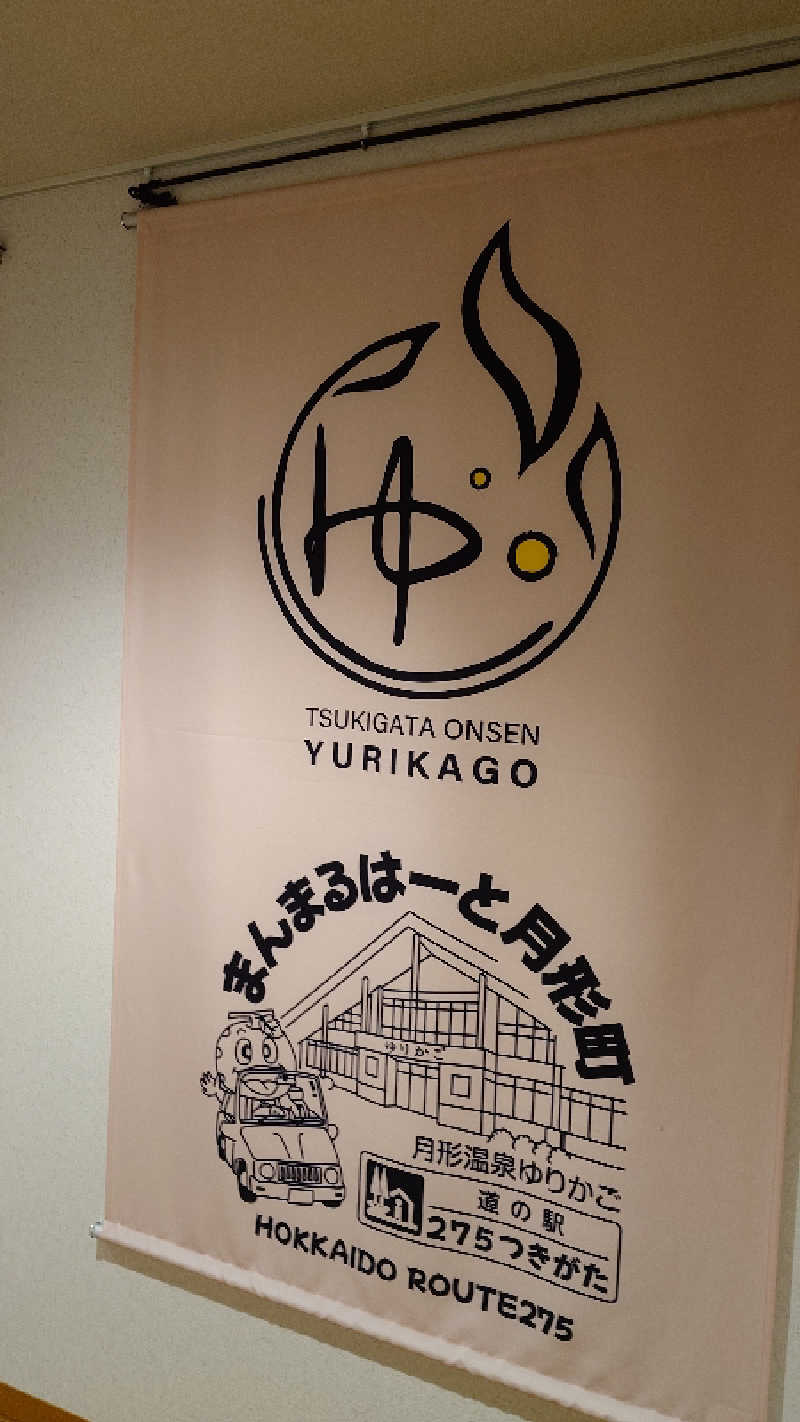 ゆ
TSUKIGATA ONSEN
YURIKAGO
まんまるはーと月形町
ゆりかご
月形温泉ゆりかご
道の駅
275つきがた
HOKKAIDO ROUTE275